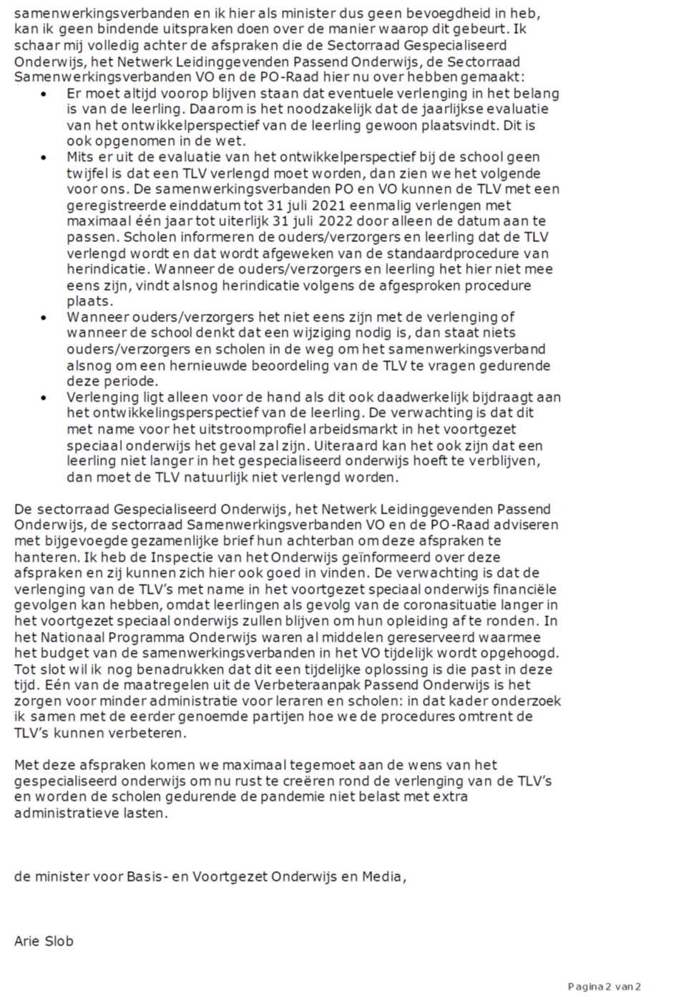 samenwerkingsverbanden en ik hier als minister dus geen bevoegdheid in heb,
kan ik geen bindende uitspraken doen over de manier waarop dit gebeurt. Ik
schaar mij volledig achter de afspraken die de Sectorraad Gespecialiseerd
Onderwijs, het Netwerk Leidinggevenden Passend Onderwijs, de Sectorraad
Samenwerkingsverbanden VO en de PO-Raad hier nu over hebben gemaakt:
• Er moet altijd voorop blijven staan dat eventuele verlenging in het belang
is van de leerling. Daarom is het noodzakelijk dat de jaarlijkse evaluatie
van het ontwikkelperspectief van de leerling gewoon plaatsvindt. Dit is
ook opgenomen in de wet.
• Mits er uit de evaluatie van het ontwikkelperspectief bij de school geen
twijfel is dat een TLV verlengd moet worden, dan zien we het volgende
voor ons. De samenwerkingsverbanden PO en VO kunnen de TLV met een
geregistreerde einddatum tot 31 juli 2021 eenmalig verlengen met
maximaal één jaar tot uiterlijk 31 juli 2022 door alleen de datum aan te
passen. Scholen informeren de ouders/verzorgers en leerling dat de TLV
verlengd wordt en dat wordt afgeweken van de standaardprocedure van
herindicatie. Wanneer de ouders/verzorgers en leerling het hier niet mee
eens zijn, vindt alsnog herindicatie volgens de afgesproken procedure
plaats.
• Wanneer ouders/verzorgers het niet eens zijn met de verlenging of
wanneer de school denkt dat een wijziging nodig is, dan staat niets
ouders/verzorgers en scholen in de weg om het samenwerkingsverband
alsnog om een hernieuwde beoordeling van de TLV te vragen gedurende
deze periode.
• Verlenging ligt alleen voor de hand als dit ook daadwerkelijk bijdraagt aan
het ontwikkelingsperspectief van de leerling. De verwachting is dat dit
met name voor het uitstroomprofiel arbeidsmarkt in het voortgezet
speciaal onderwijs het geval zal zijn. Uiteraard kan het ook zijn dat een
leerling niet langer in het gespecialiseerd onderwijs hoeft te verblijven,
dan moet de TLV natuurlijk niet verlengd worden.
De sectorraad Gespecialiseerd Onderwijs, het Netwerk Leidinggevenden Passend
Onderwijs, de sectorraad Samenwerkingsverbanden VO en de PO-Raad adviseren
met bijgevoegde gezamenlijke brief hun achterban om deze afspraken te
hanteren. Ik heb de Inspectie van het Onderwijs geïnformeerd over deze
afspraken en zij kunnen zich hier ook goed in vinden. De verwachting is dat de
verlenging van de TLV's met name in het voortgezet speciaal onderwijs financiële
gevolgen kan hebben, omdat leerlingen als gevolg van de coronasituatie langer in
het voortgezet speciaal onderwijs zullen blijven om hun opleiding af te ronden. In
het Nationaal Programma Onderwijs waren al middelen gereserveerd waarmee
het budget van de samenwerkingsverbanden in het VO tijdelijk wordt opgehoogd.
Tot slot wil ik nog benadrukken dat dit een tijdelijke oplossing is die past in deze
tijd. Eén van de maatregelen uit de Verbeteraanpak Passend Onderwijs is het
zorgen voor minder administratie voor leraren en scholen: in dat kader onderzoek
ik samen met de eerder genoemde partijen hoe we de procedures omtrent de
TLV's kunnen verbeteren.
Met deze afspraken komen we maximaal tegemoet aan de wens van het
gespecialiseerd onderwijs om nu rust te creëren rond de verlenging van de TLV's
en worden de scholen gedurende de pandemie niet belast met extra
administratieve lasten.
de minister voor Basis- en Voortgezet Onderwijs en Media,
Arie Slob
Pagina 2 van 2